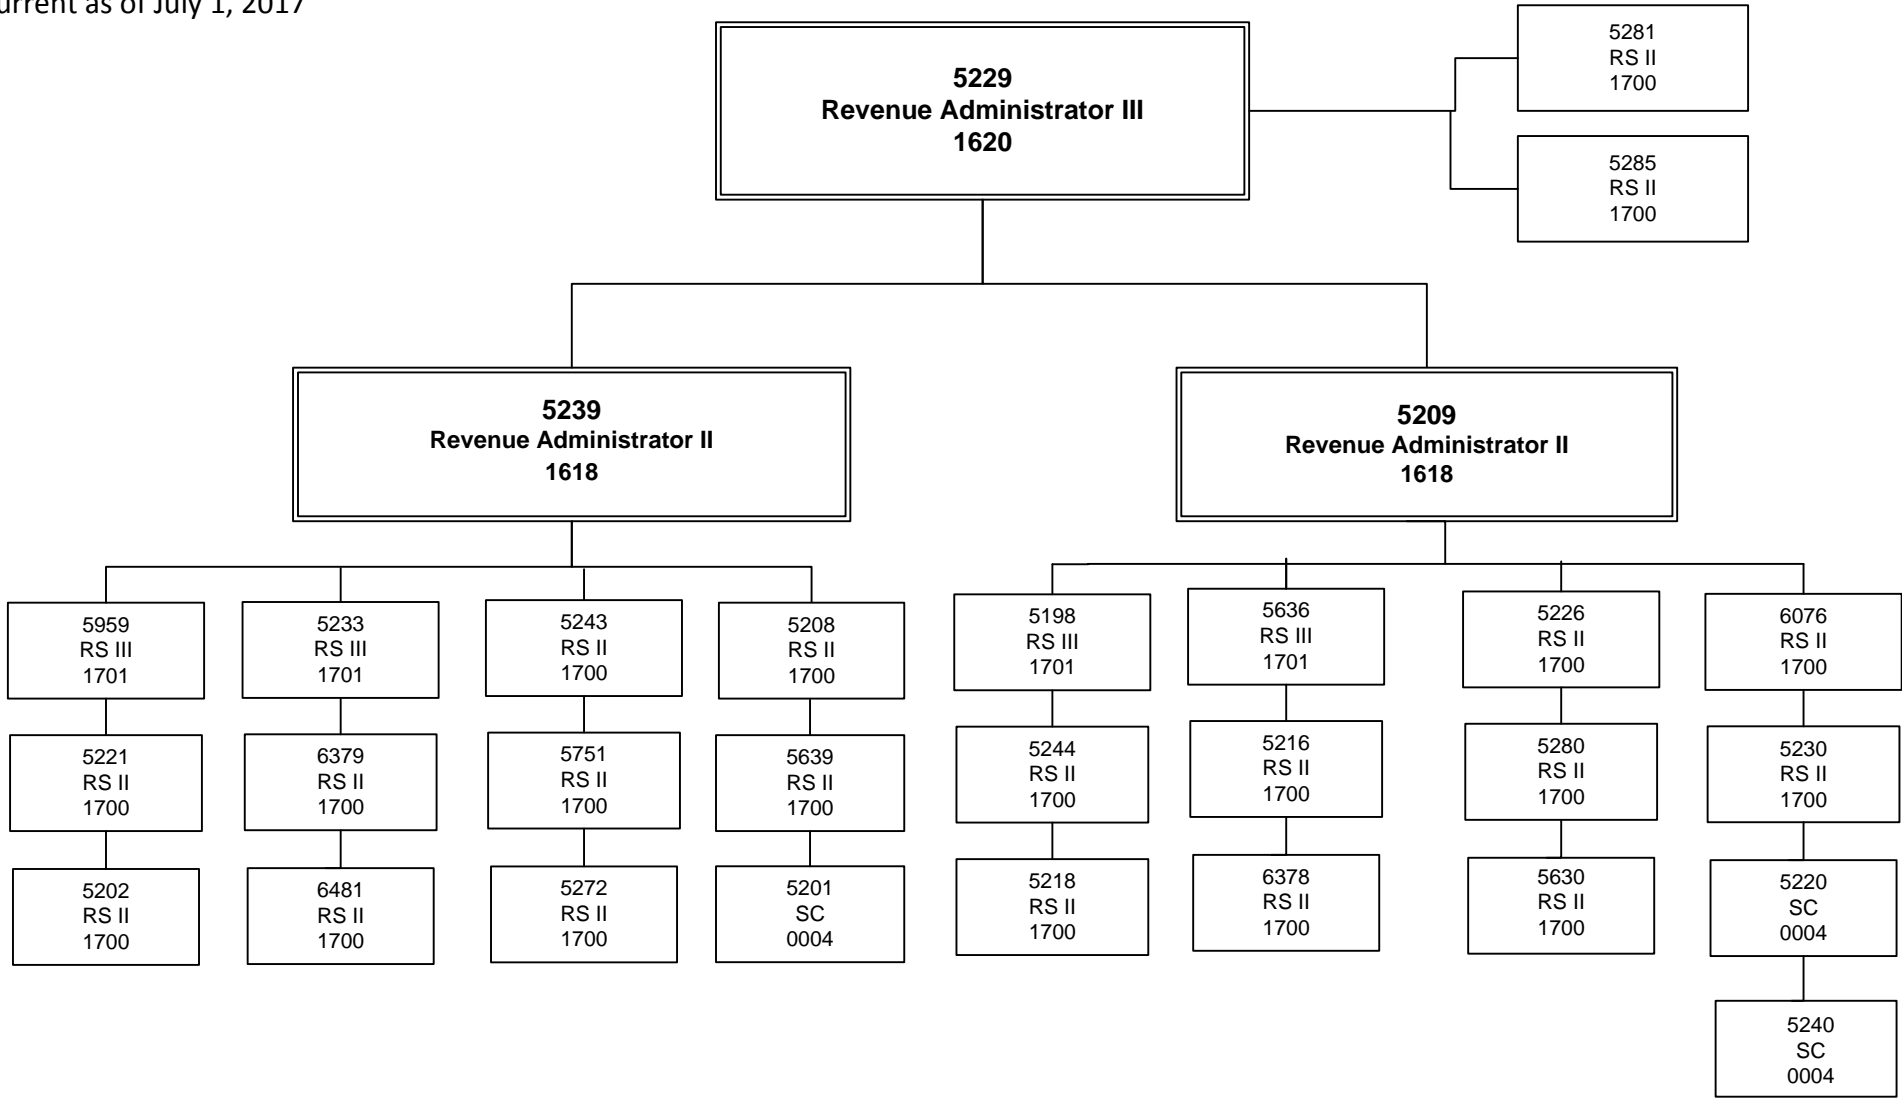 as of July 1, 2017
5229
Revenue Administrator III
1620
5281
RS II
1700
5285
RS II
1700
5239
Revenue Administrator II
1618
5209
Revenue Administrator II
1618
5959
RS III
1701
5233
RS III
1701
5243
RS II
1700
5208
RS II
1700
5198
RS III
1701
5636
RS III
1701
5226
RS II
1700
6076
RS II
1700
5221
RS II
1700
6379
RS II
1700
5751
RS II
1700
5639
RS II
1700
5244
RS II
1700
5216
RS II
1700
5280
RS II
1700
5230
RS II
1700
5202
RS II
1700
6481
RS II
1700
5272
RS II
1700
5201
SC
0004
5218
RS II
1700
6378
RS II
1700
5630
RS II
1700
5220
SC
0004
5240
SC
0004